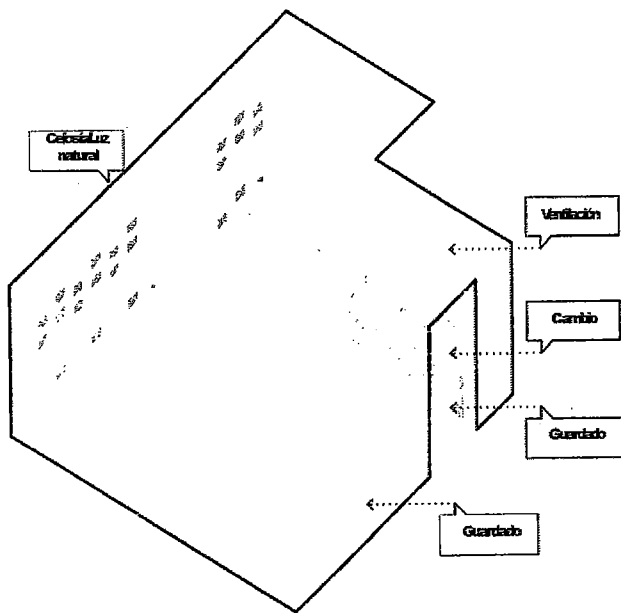 Celosía Luz
natural
Ventilación
Cambio
Guardado
Guardado